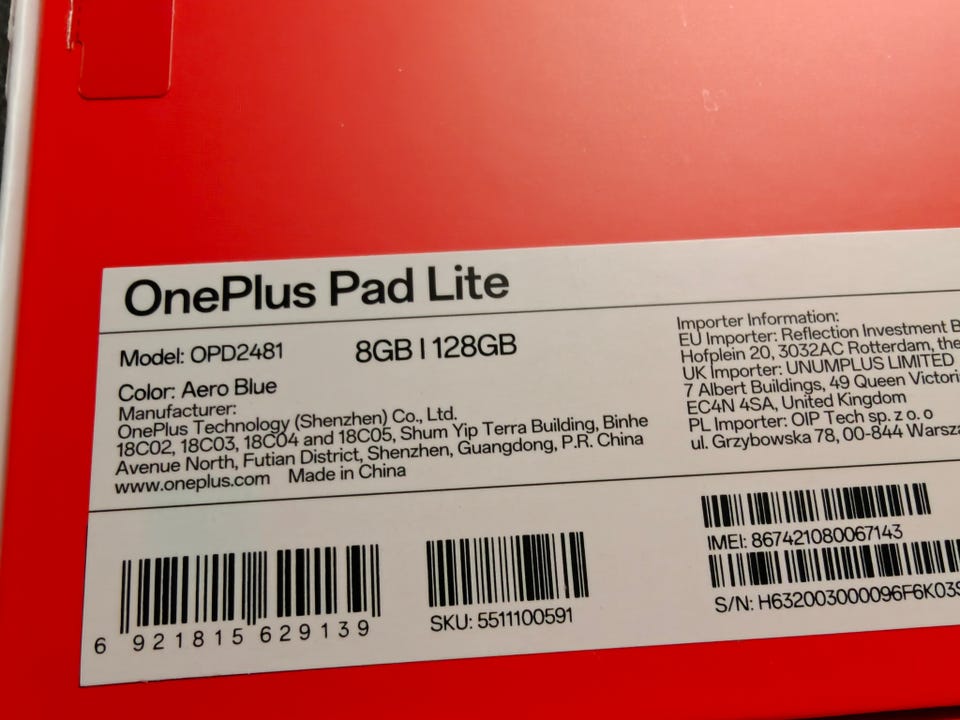 OnePlus Pad Lite
Model: OPD2481
8GB | 128GB
Color: Aero Blue
Manufacturer:
OnePlus Technology (Shenzhen) Co., Ltd.
18C02, 18C03, 18C04 and 18C05, Shum Yip Terra Building, Binhe
Avenue North, Futian District, Shenzhen, Guangdong, P.R. China
www.oneplus.com Made in China
Importer Information:
EU Importer: Reflection Investment B
Hofplein 20, 3032AC Rotterdam, the
UK Importer: UNUMPLUS LIMITED
7 Albert Buildings, 49 Queen Victori
EC4N 4SA, United Kingdom
PL Importer: OIP Tech sp. z o. o
ul. Grzybowska 78, 00-844 Warsza
6 921815 629139
SKU: 5511100591
IMEI: 867421080067143
S/N: H632003000096F6K03